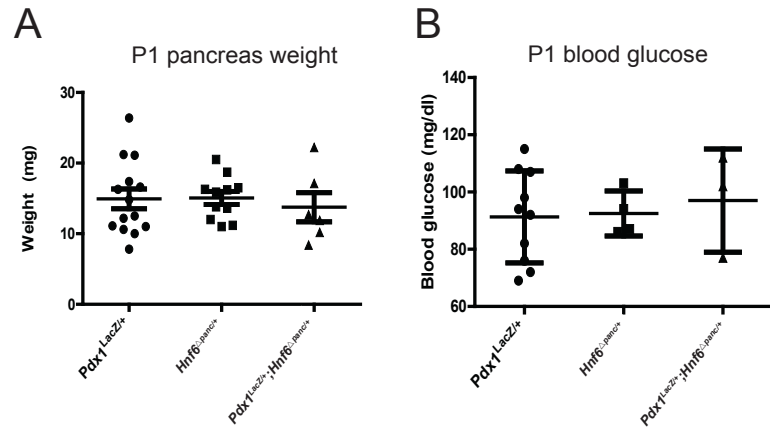 A
P1 pancreas weight
Weight (mg)
30
20
10
0
Pdx1LacZ/+
Hnf6△panc/+
Pdx1LacZ/+;Hnf6△panc/+
B
P1 blood glucose
Blood glucose (mg/dl)
140
120
100
80
60
Pdx1LacZ/+
Hnf6△panc/+
Pdx1LacZ/+;Hnf6△panc/+